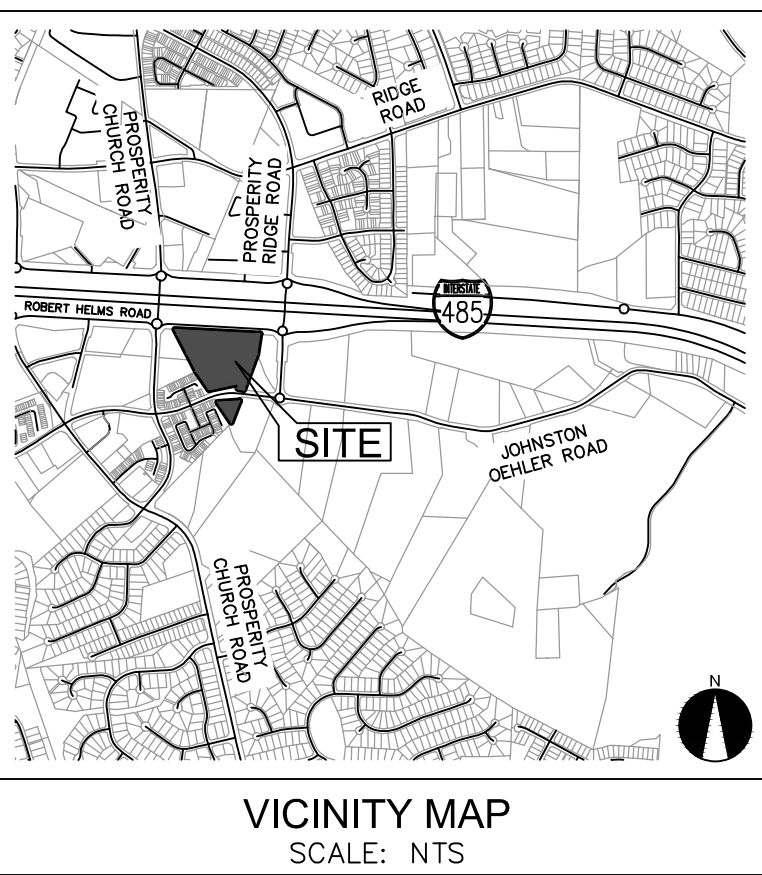 RIDGE
ROAD
PROSPERITY
CHURCH ROAD
PROSPERITY
RIDGE ROAD
INTERSTATE
485
ROBERT HELMS ROAD
SITE
JOHNSTON
OEHLER ROAD
PROSPERITY
CHURCH ROAD
N
VICINITY MAP
SCALE: NTS